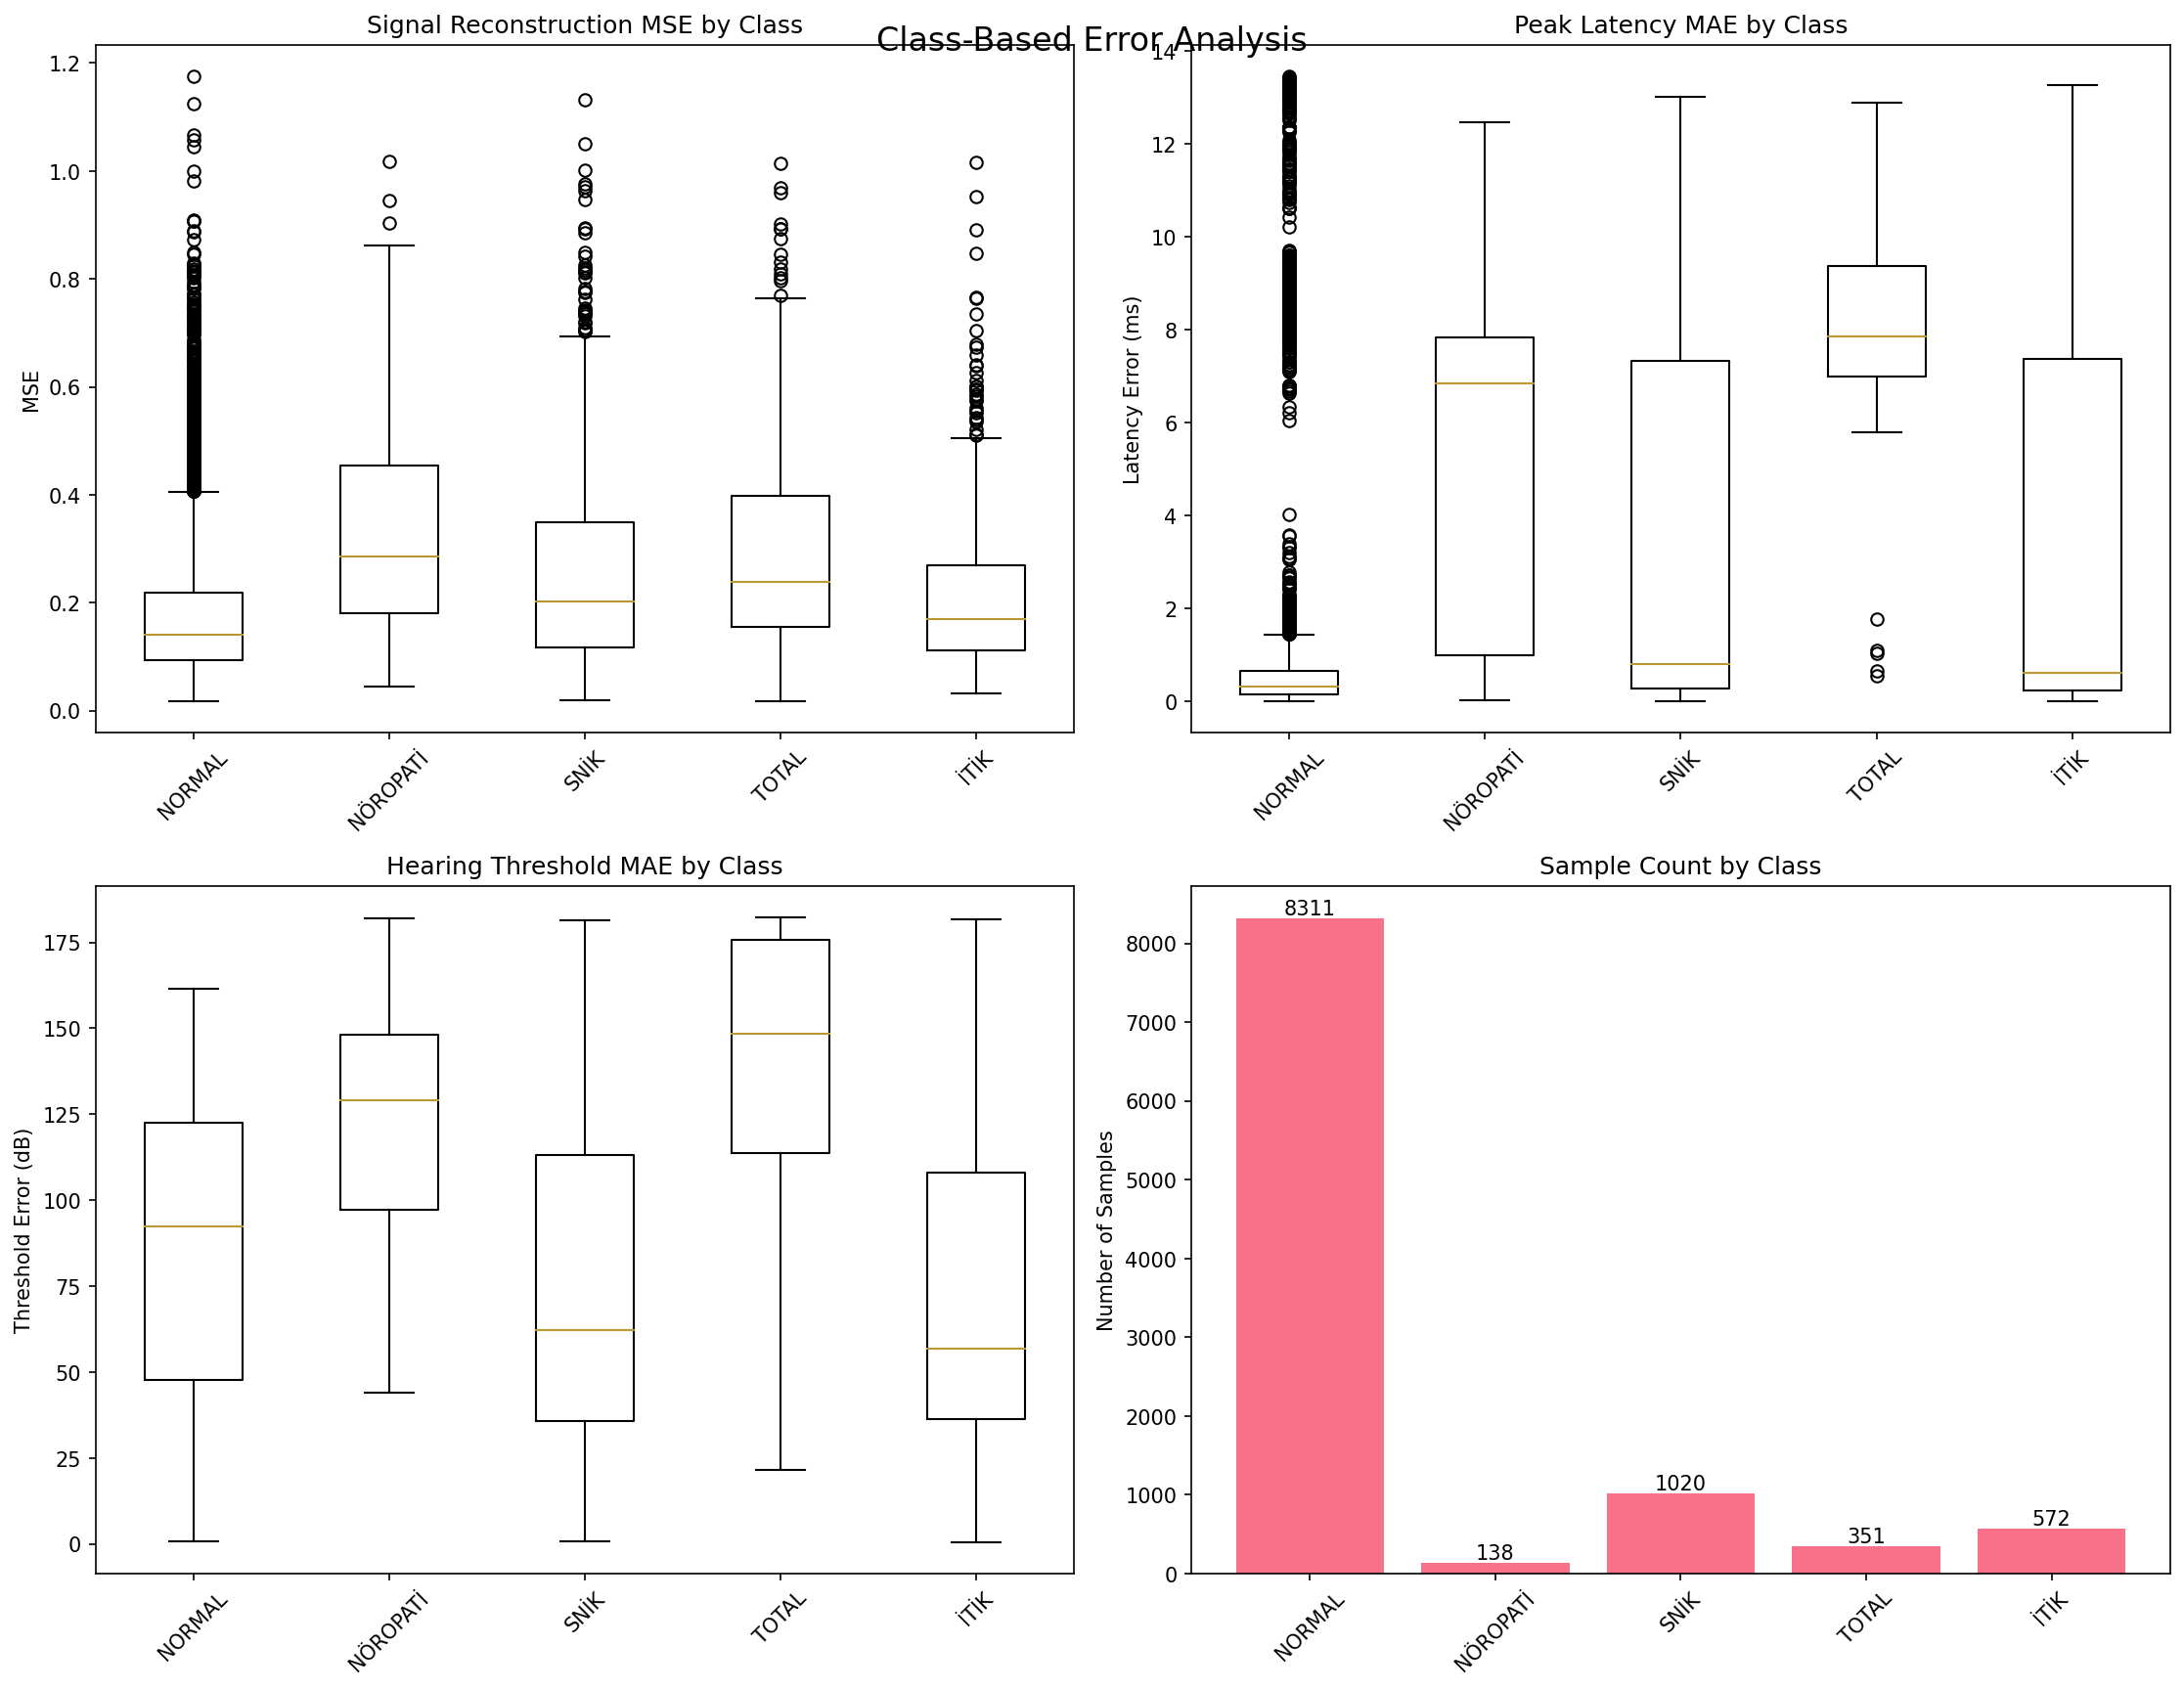 Class-Based Error Analysis
Signal Reconstruction MSE by Class
MSE
1.2
1.0
0.8
0.6
0.4
0.2
0.0
NORMAL
NÖROPATİ
SNİK
TOTAL
İTİK
Peak Latency MAE by Class
Latency Error (ms)
14
12
10
8
6
4
2
0
NORMAL
NÖROPATİ
SNİK
TOTAL
İTİK
Hearing Threshold MAE by Class
Threshold Error (dB)
175
150
125
100
75
50
25
0
NORMAL
NÖROPATİ
SNİK
TOTAL
İTİK
Sample Count by Class
Number of Samples
8000
7000
6000
5000
4000
3000
2000
1000
0
8311
138
1020
351
572
NORMAL
NÖROPATİ
SNİK
TOTAL
İTİK